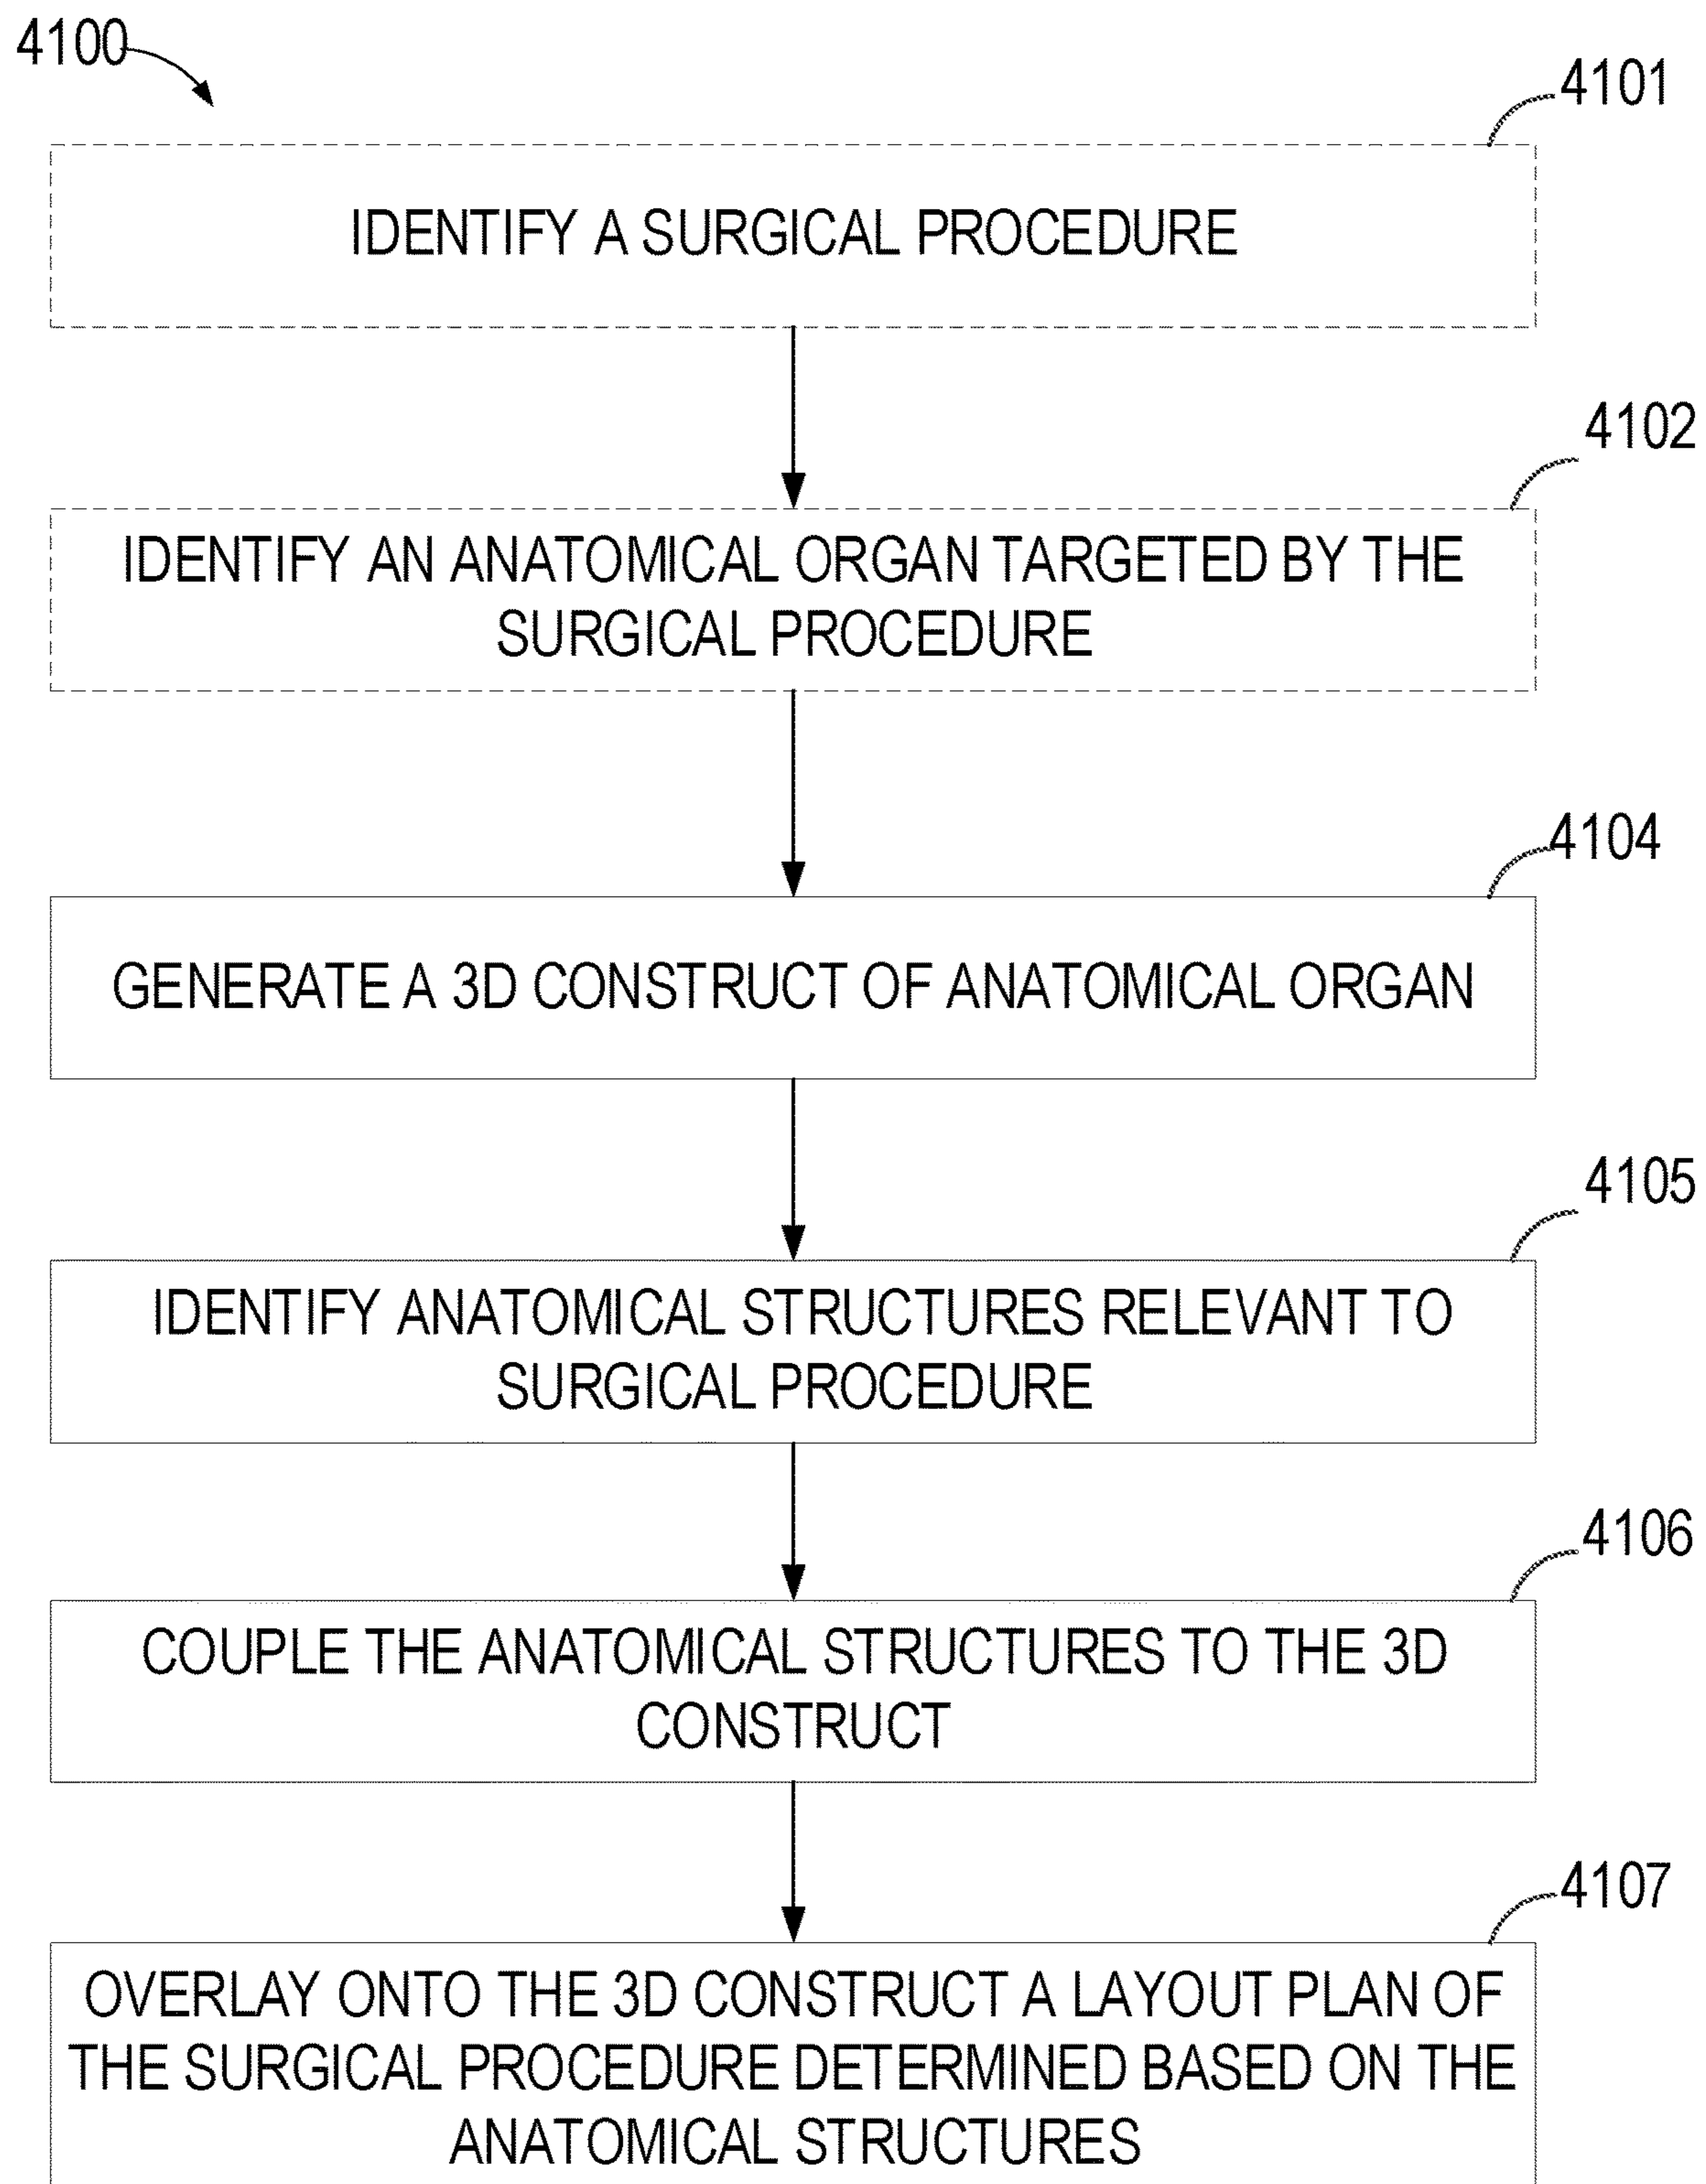 4100
4101
IDENTIFY A SURGICAL PROCEDURE
4102
IDENTIFY AN ANATOMICAL ORGAN TARGETED BY THE
SURGICAL PROCEDURE
4104
GENERATE A 3D CONSTRUCT OF ANATOMICAL ORGAN
4105
IDENTIFY ANATOMICAL STRUCTURES RELEVANT TO
SURGICAL PROCEDURE
4106
COUPLE THE ANATOMICAL STRUCTURES TO THE 3D
CONSTRUCT
4107
OVERLAY ONTO THE 3D CONSTRUCT A LAYOUT PLAN OF
THE SURGICAL PROCEDURE DETERMINED BASED ON THE
ANATOMICAL STRUCTURES